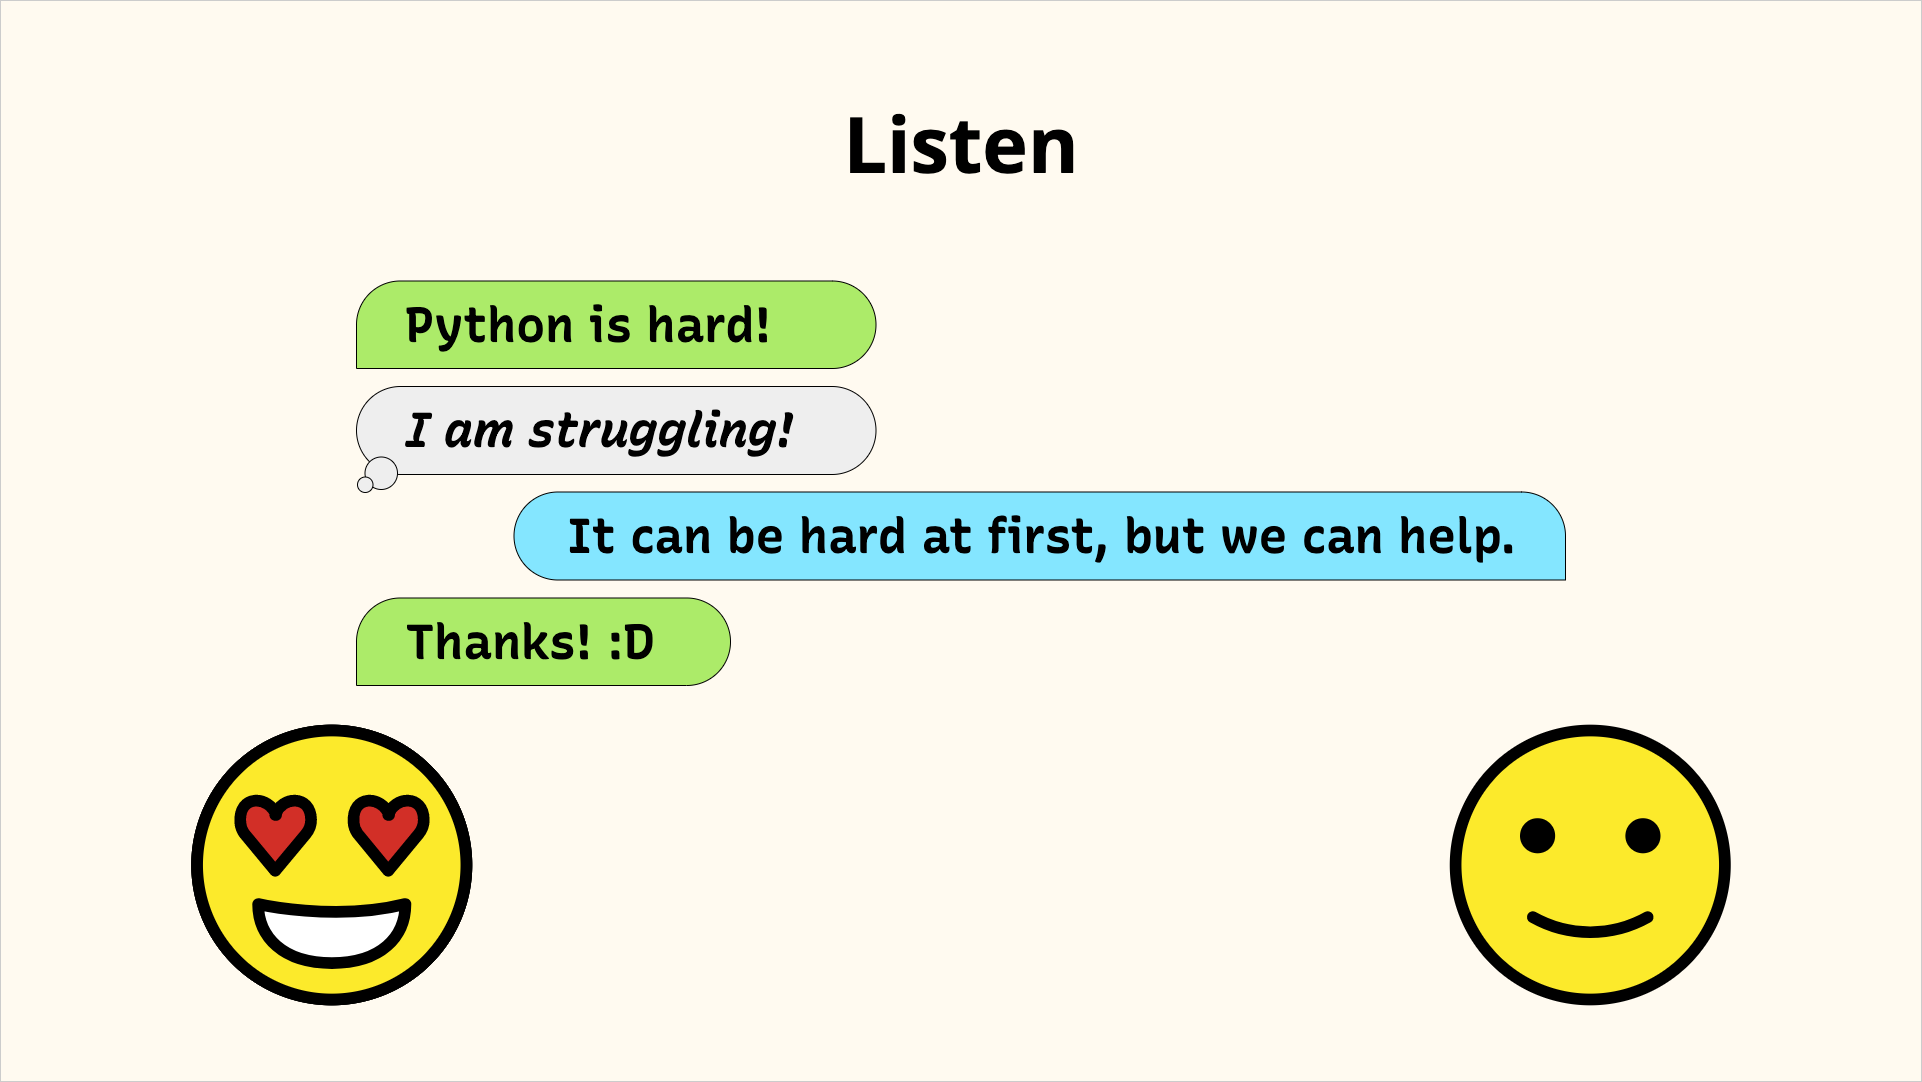 Listen
Python is hard!
I am struggling!
It can be hard at first, but we can help.
Thanks! :D